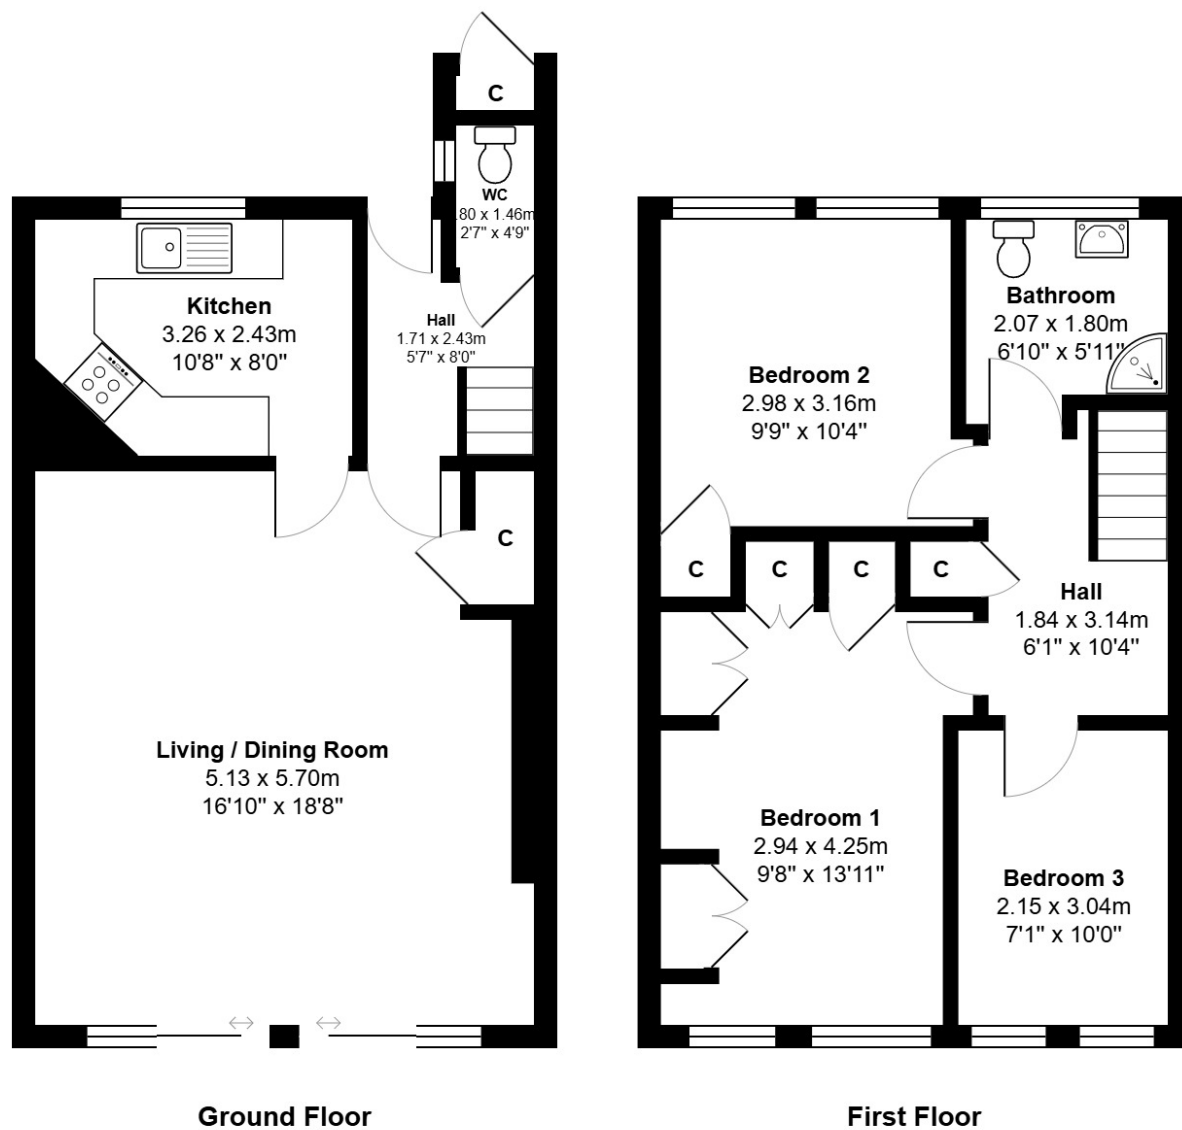 C
WC
.80 x 1.46m
2'7" x 4'9"
Kitchen
3.26 x 2.43m
10'8" x 8'0"
Hall
1.71 x 2.43m
5'7" x 8'0"
C
Living / Dining Room
5.13 x 5.70m
16'10" x 18'8"
Ground Floor
Bathroom
2.07 x 1.80m
6'10" x 5'11"
Bedroom 2
2.98 x 3.16m
9'9" x 10'4"
C
C
C
C
Hall
1.84 x 3.14m
6'1" x 10'4"
Bedroom 1
2.94 x 4.25m
9'8" x 13'11"
Bedroom 3
2.15 x 3.04m
7'1" x 10'0"
First Floor